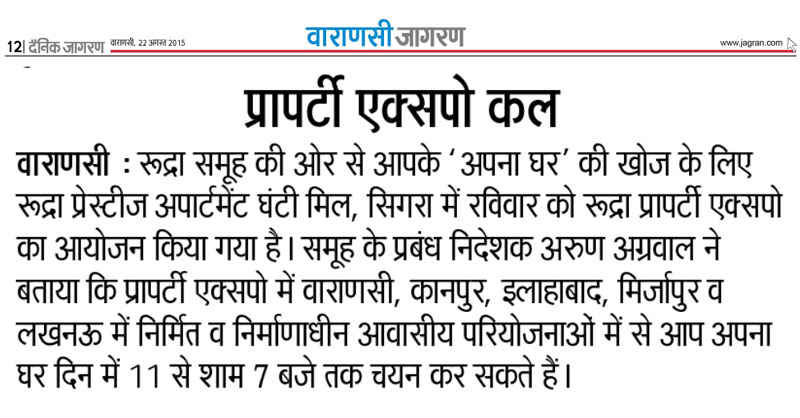 12| दैनिक जागरण वाराणसी, 22 अगस्त 2015 वाराणसी जागरण www.jagran.com
प्रापर्टी एक्सपो कल
वाराणसी : रूद्रा समूह की ओर से आपके ‘अपना घर’ की खोज के लिए
रूद्रा प्रेस्टीज अपार्टमेंट घंटी मिल, सिगरा में रविवार को रूद्रा प्रापर्टी एक्सपो
का आयोजन किया गया है। समूह के प्रबंध निदेशक अरुण अग्रवाल ने
बताया कि प्रापर्टी एक्सपो में वाराणसी, कानपुर, इलाहाबाद, मिर्जापुर व
लखनऊ में निर्मित व निर्माणाधीन आवासीय परियोजनाओं में से आप अपना
घर दिन में 11 से शाम 7 बजे तक चयन कर सकते हैं।